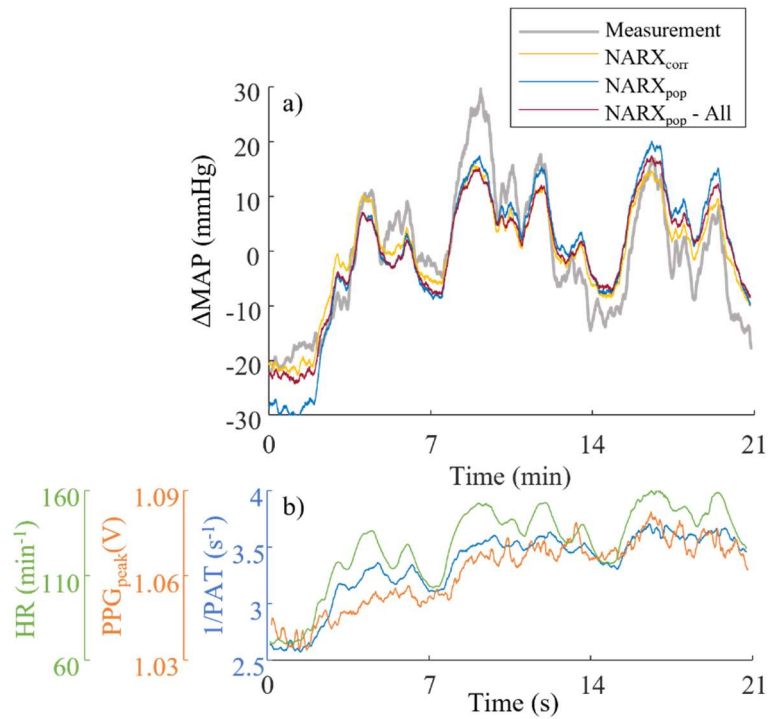 Measurement
NARXcorr
NARXpop
NARXpop - All
a)
30
20
10
0
-10
-20
-30
ΔMAP (mmHg)
0 7 14 21
Time (min)
b)
HR (min-1)
160
110
60
PPGpeak(V)
1.09
1.06
1.03
1/PAT (s-1)
4
3.5
3
2.5
0 7 14 21
Time (s)